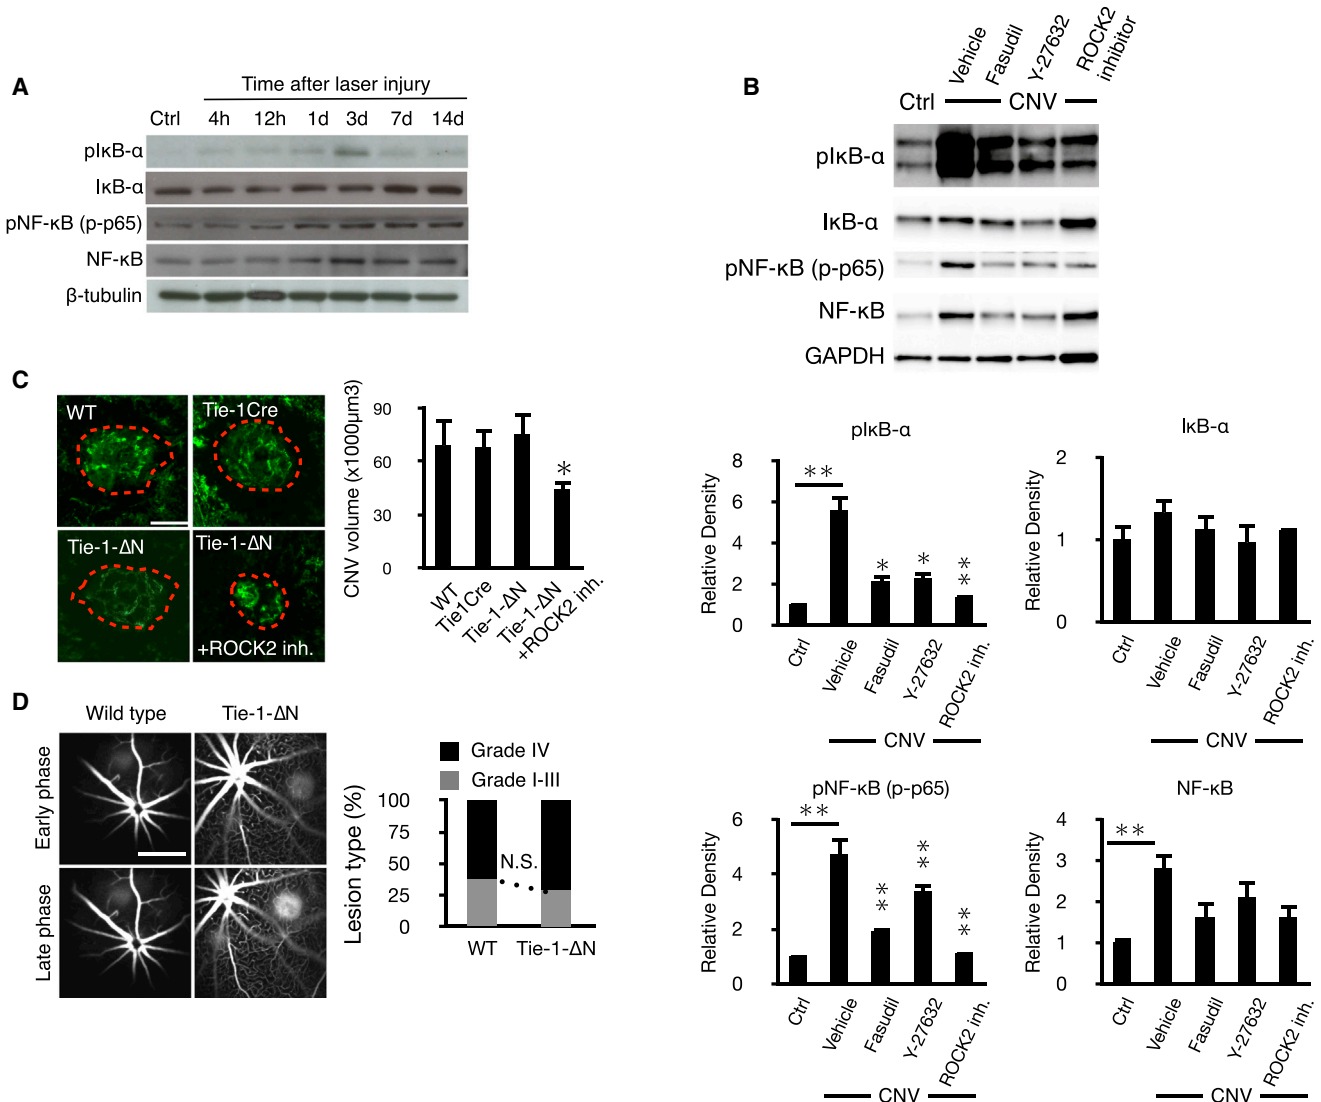 A
Time after laser injury
Ctrl 4h 12h 1d 3d 7d 14d
pIκB-α
IκB-α
pNF-κB (p-p65)
NF-κB
β-tubulin
B
Vehicle
Fasudil
Y-27632
ROCK2
inhibitor
Ctrl CNV
pIκB-α
IκB-α
pNF-κB (p-p65)
NF-κB
GAPDH
C
WT
Tie-1Cre
Tie-1-ΔN
Tie-1-ΔN
+ROCK2 inh.
CNV volume (x1000μm3)
90
60
30
0
*
WT
Tie1Cre
Tie-1-ΔN
Tie-1-ΔN
+ROCK2 inh.
pIκB-α
Relative Density
8
6
4
2
0
**
*
*
**
Ctrl
Vehicle
Fasudil
Y-27632
ROCK2 inh.
CNV
IκB-α
Relative Density
2
1
0
Ctrl
Vehicle
Fasudil
Y-27632
ROCK2 inh.
CNV
D
Wild type Tie-1-ΔN
Early phase
Late phase
Grade IV
Grade I-III
Lesion type (%)
100
75
50
25
0
N.S.
WT Tie-1-ΔN
pNF-κB (p-p65)
Relative Density
6
4
2
0
**
**
**
**
Ctrl
Vehicle
Fasudil
Y-27632
ROCK2 inh.
CNV
NF-κB
Relative Density
4
3
2
1
0
**
Ctrl
Vehicle
Fasudil
Y-27632
ROCK2 inh.
CNV